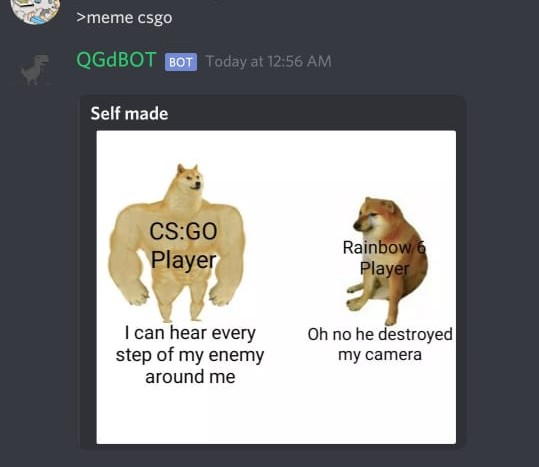 >meme csgo
QGdBOT BOT Today at 12:56 AM
Self made
CS:GO
Player
I can hear every
step of my enemy
around me
Rainbow 6
Player
Oh no he destroyed
my camera